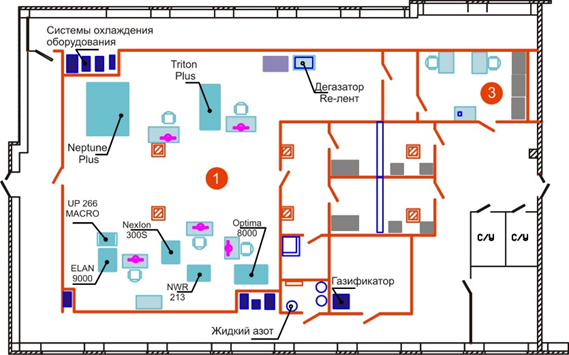 Системы охлаждения
оборудования
Triton
Plus
Дегазатор
Re-лент
3
Neptune
Plus
1
UP 266
MACRO
NexIon
300S
Optima
8000
С/У
С/У
ELAN
9000
NWR
213
Газификатор
Жидкий азот